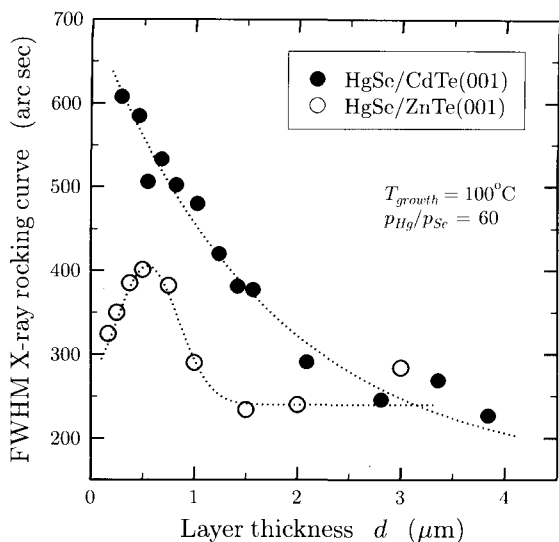 700
600
500
400
300
200
FWHM X-ray rocking curve (arc sec)
HgSe/CdTe(001)
HgSe/ZnTe(001)
T_growth = 100°C
p_Hg/p_Se = 60
0 1 2 3 4
Layer thickness d (μm)